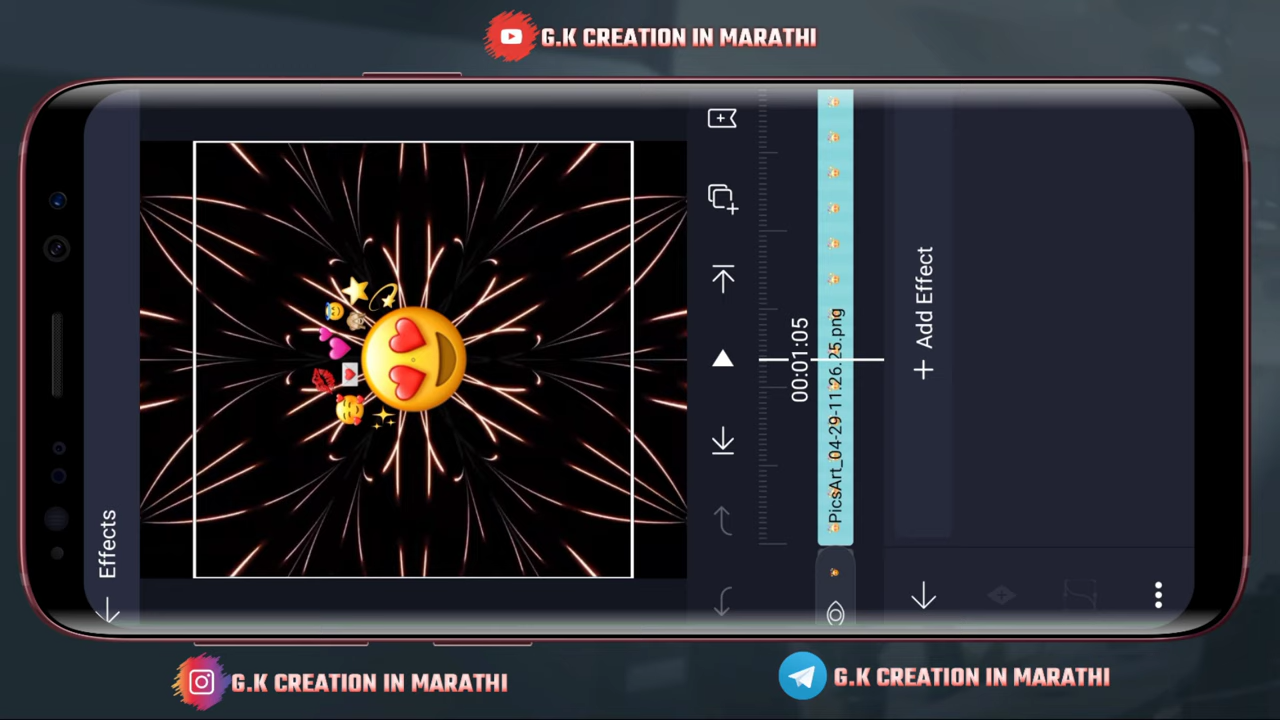 G.K CREATION IN MARATHI
Effects
00:01:05
PicsArt_04-29-11.26.25.png
+ Add Effect
G.K CREATION IN MARATHI
G.K CREATION IN MARATHI